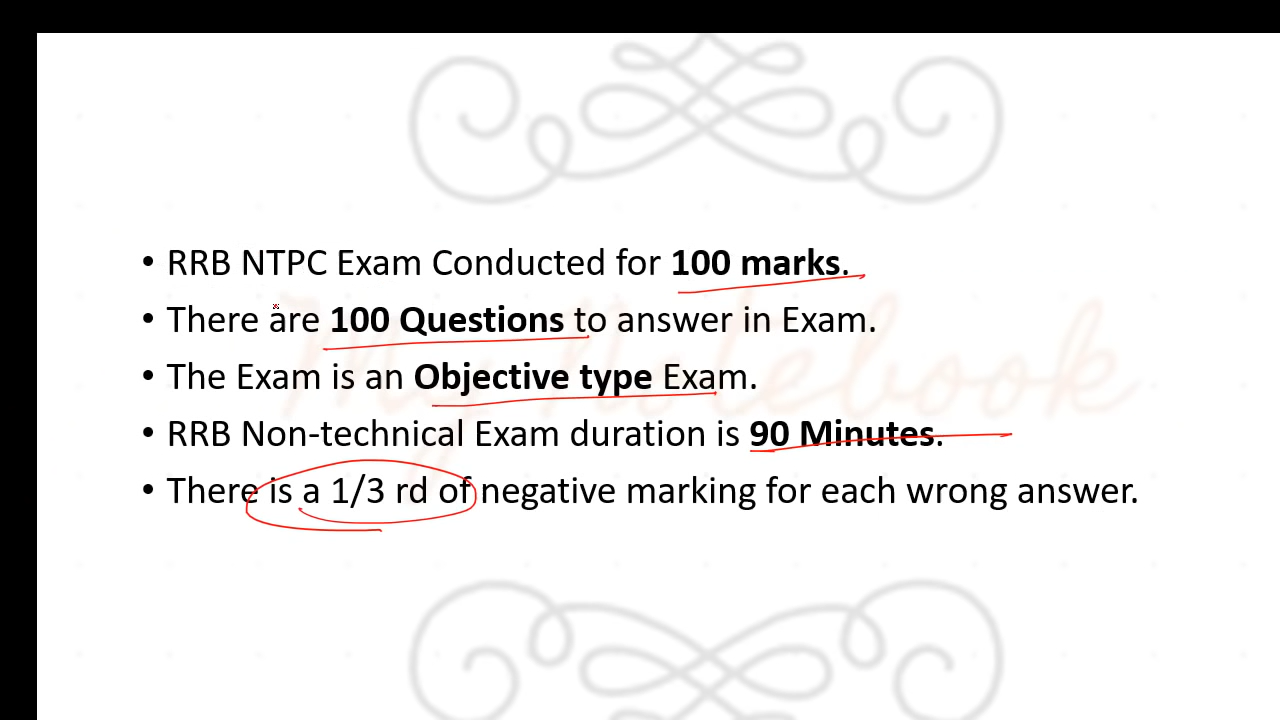 • RRB NTPC Exam Conducted for 100 marks.
• There are 100 Questions to answer in Exam.
• The Exam is an Objective type Exam.
• RRB Non-technical Exam duration is 90 Minutes.
• There is a 1/3 rd of negative marking for each wrong answer.
My Notebook